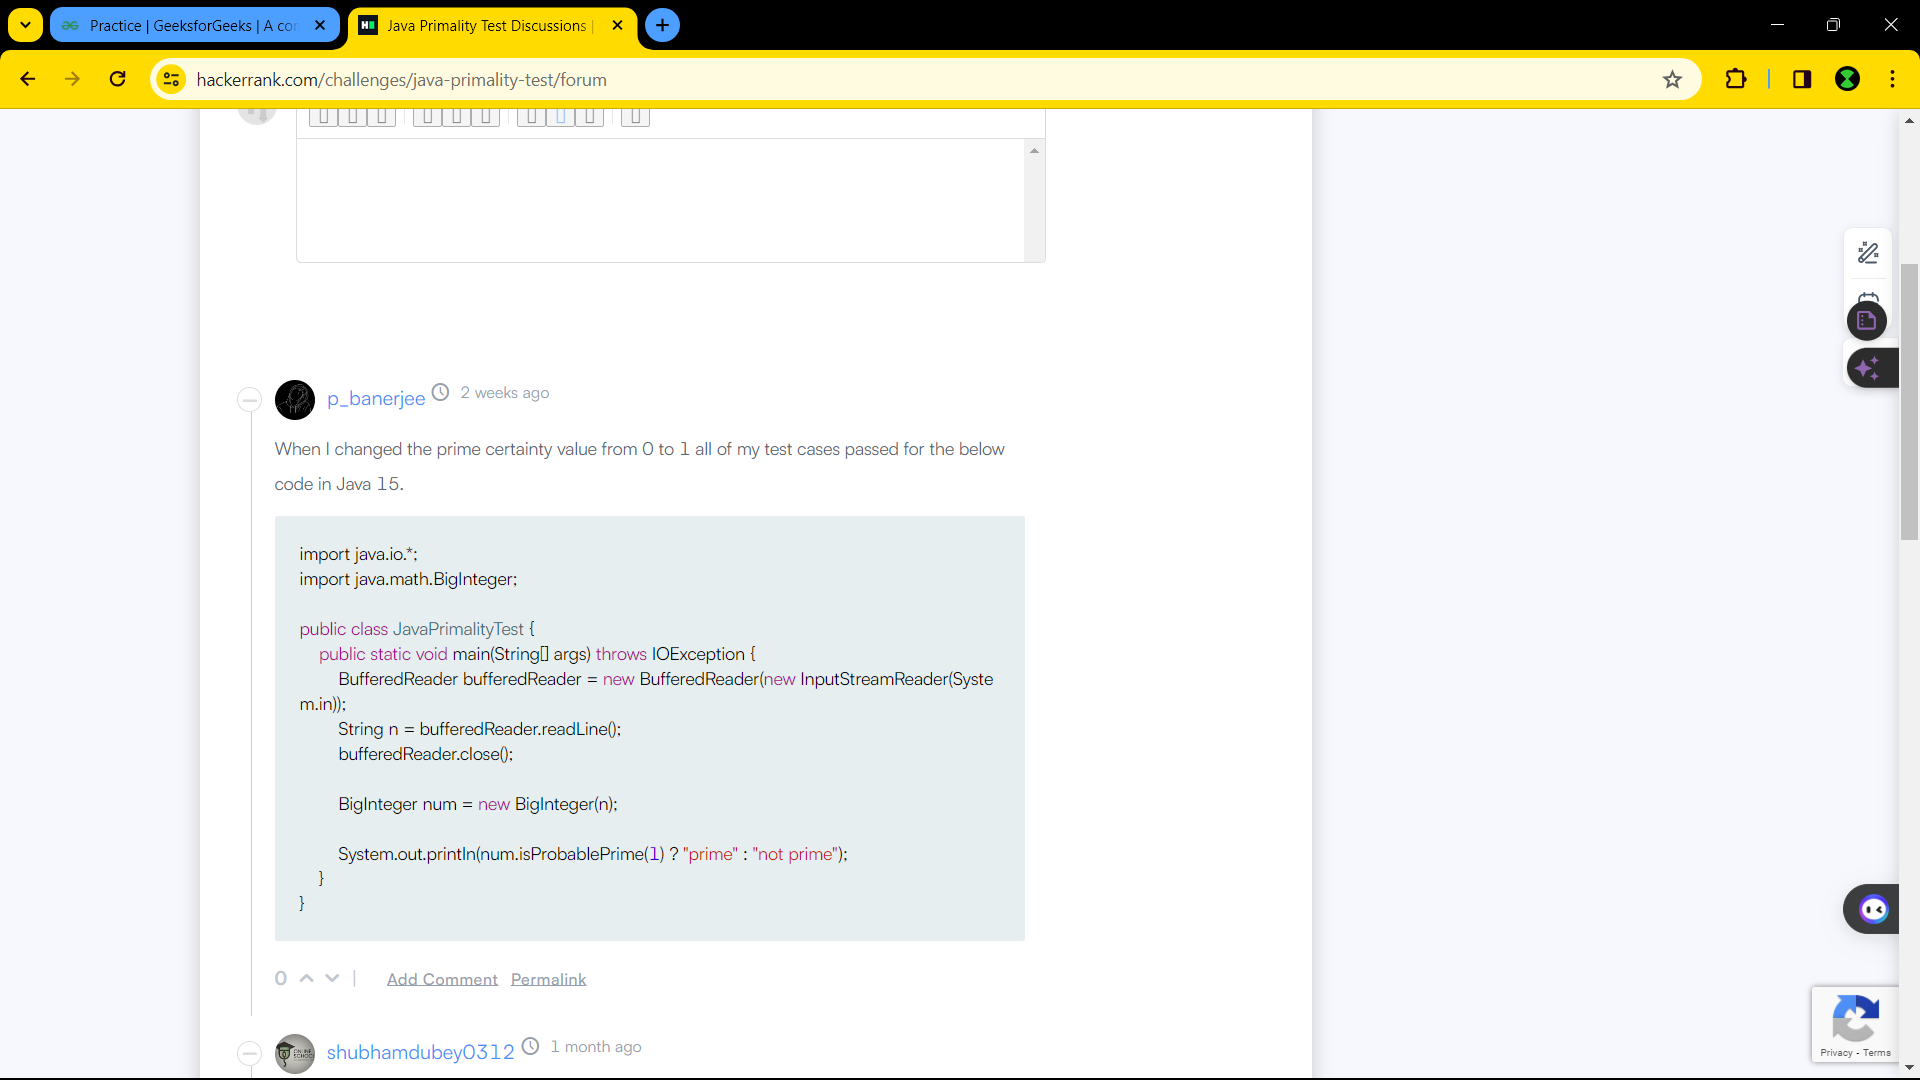 Practice | GeeksforGeeks | A co
Java Primality Test Discussions |
hackerrank.com/challenges/java-primality-test/forum
p_banerjee 2 weeks ago
When I changed the prime certainty value from 0 to 1 all of my test cases passed for the below
code in Java 15.
import java.io.*;
import java.math.BigInteger;
public class JavaPrimalityTest {
public static void main(String[] args) throws IOException {
BufferedReader bufferedReader = new BufferedReader(new InputStreamReader(Syste
m.in));
String n = bufferedReader.readLine();
bufferedReader.close();
BigInteger num = new BigInteger(n);
System.out.println(num.isProbablePrime(1) ? "prime" : "not prime");
}
}
0 | Add Comment Permalink
shubhamdubey0312 1 month ago
Privacy - Terms